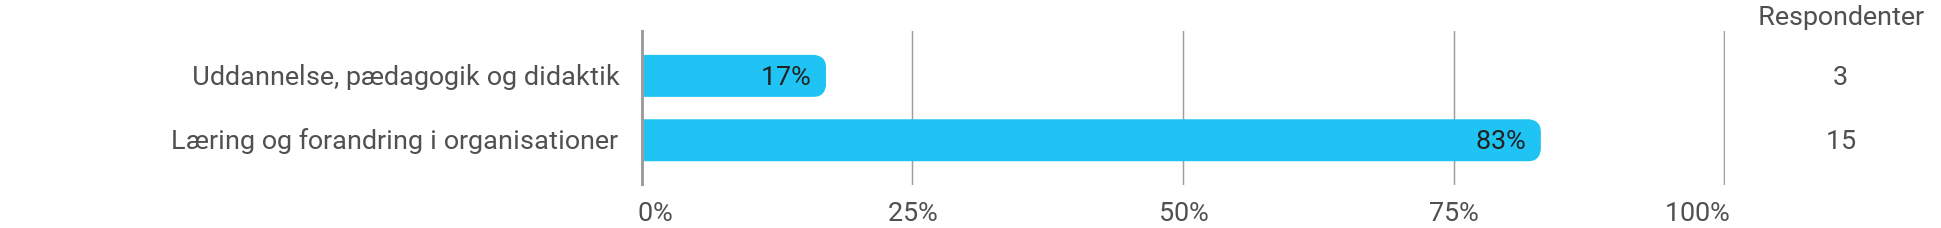 Respondenter
Uddannelse, pædagogik og didaktik 17% 3
Læring og forandring i organisationer 83% 15
0% 25% 50% 75% 100%